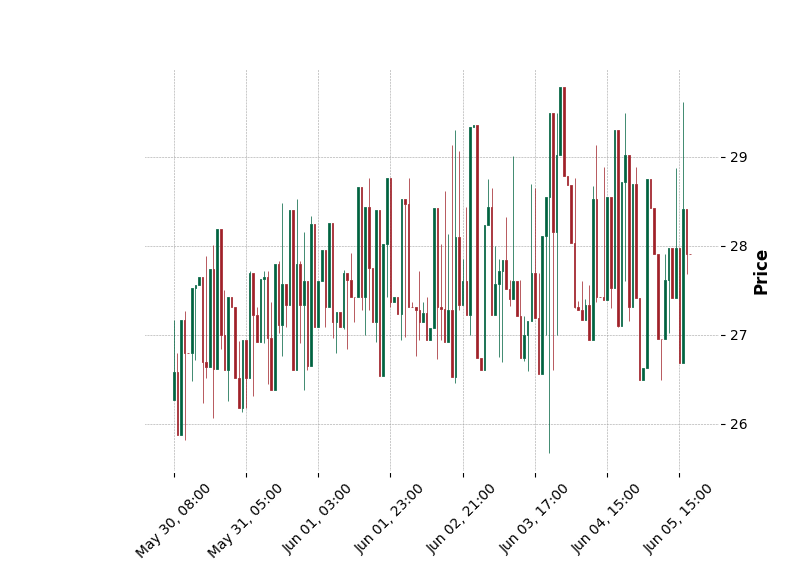 29
28
27
26
Price
May 30, 08:00
May 31, 05:00
Jun 01, 03:00
Jun 01, 23:00
Jun 02, 21:00
Jun 03, 17:00
Jun 04, 15:00
Jun 05, 15:00